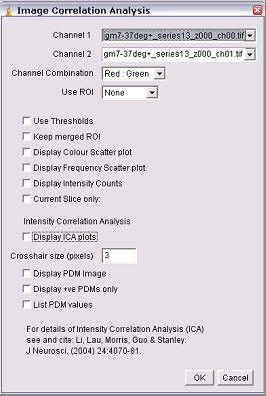 Image Correlation Analysis
Channel 1 gm7-37deg+_series13_z000_ch00.tif
Channel 2 gm7-37deg+_series13_z000_ch01.tif
Channel Combination Red : Green
Use ROI None
Use Thresholds
Keep merged ROI
Display Colour Scatter plot
Display Frequency Scatter plot
Display Intensity Counts
Current Slice only:
Intensity Correlation Analysis
Display ICA plots
Crosshair size (pixels) 3
Display PDM Image
Display +ve PDMs only
List PDM values
For details of Intensity Correlation Analysis (ICA)
see and cite: Li, Lau, Morris, Guo & Stanley.
J Neurosci. (2004) 24:4070-81.
OK Cancel